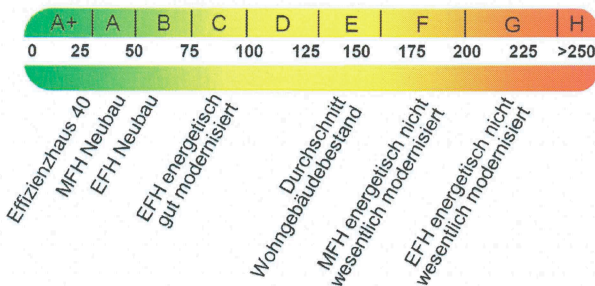 A+ A B C D E F G H
0 25 50 75 100 125 150 175 200 225 >250
Effizienzhaus 40
MFH Neubau
EFH Neubau
EFH energetisch
gut modernisiert
Durchschnitt
Wohngebäudebestand
MFH energetisch nicht
wesentlich modernisiert
EFH energetisch nicht
wesentlich modernisiert